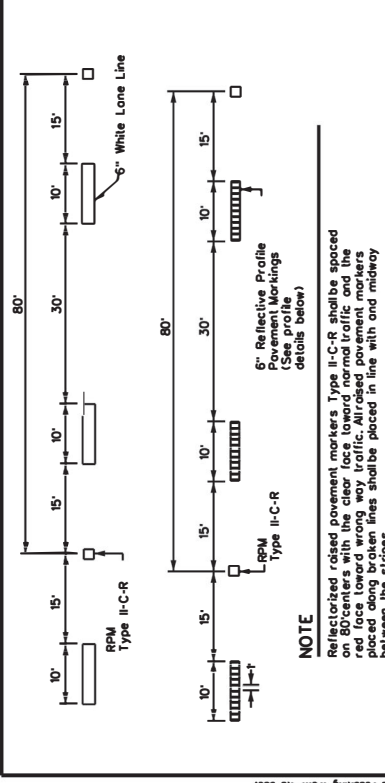 80'
15'
10'
30'
10'
15'
15'
10'
6" White Lane Line
RPM
Type II-C-R
80'
15'
10'
30'
10'
15'
15'
10'
1'
6" Reflective Profile
Pavement Markings
(See profile
details below)
RPM
Type II-C-R
NOTE
Reflectorized raised pavement markers Type II-C-R shall be spaced
on 80' centers with the clear face toward normal traffic and the
red face toward wrong way traffic. All raised pavement markers
placed along broken lines shall be placed in line with and midway
between the stripes